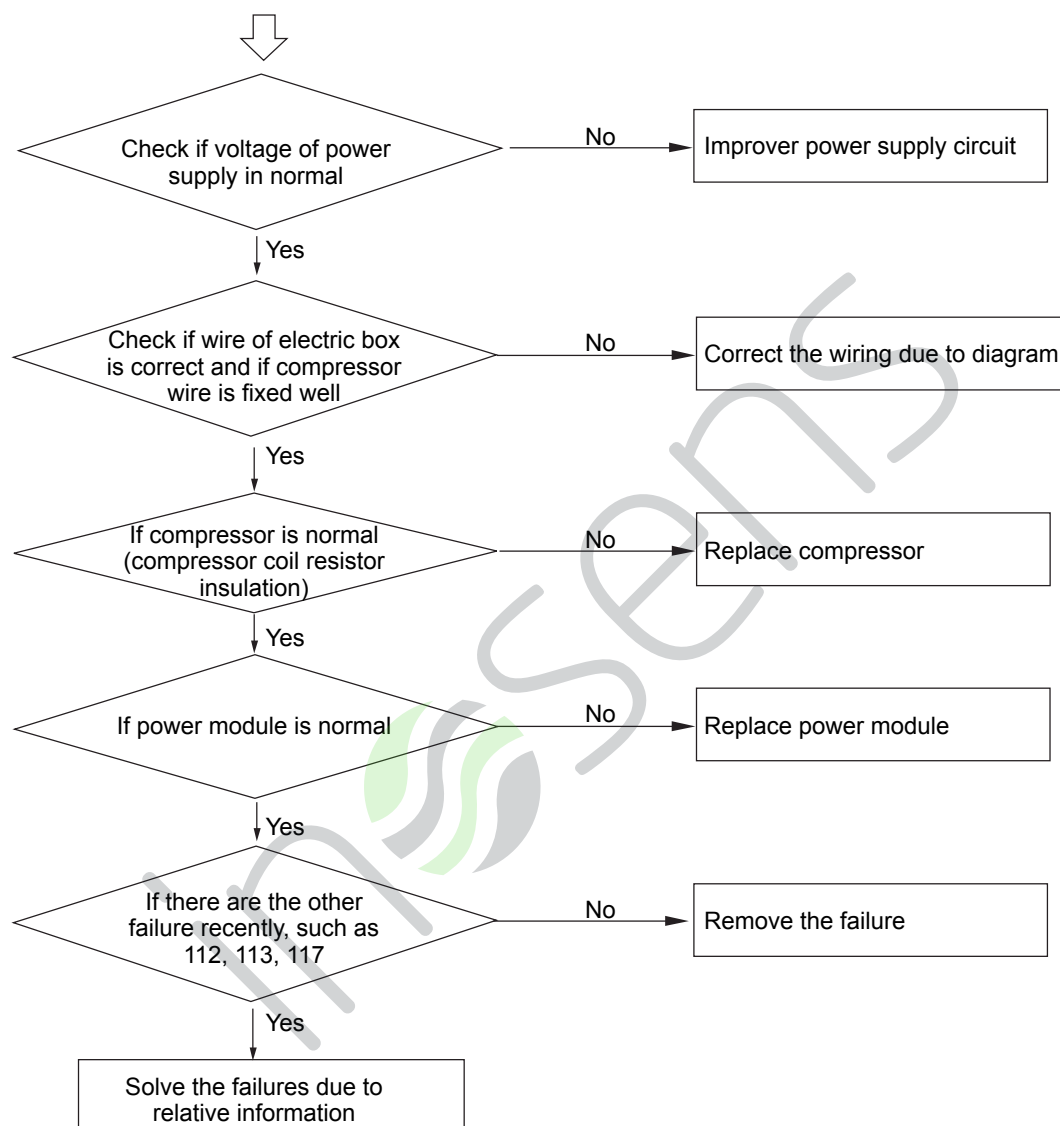 Check if voltage of power
supply in normal
No
Improver power supply circuit
Yes
Check if wire of electric box
is correct and if compressor
wire is fixed well
No
Correct the wiring due to diagram
Yes
If compressor is normal
(compressor coil resistor
insulation)
No
Replace compressor
Yes
If power module is normal
No
Replace power module
Yes
If there are the other
failure recently, such as
112, 113, 117
No
Remove the failure
Yes
Solve the failures due to
relative information
Inosens